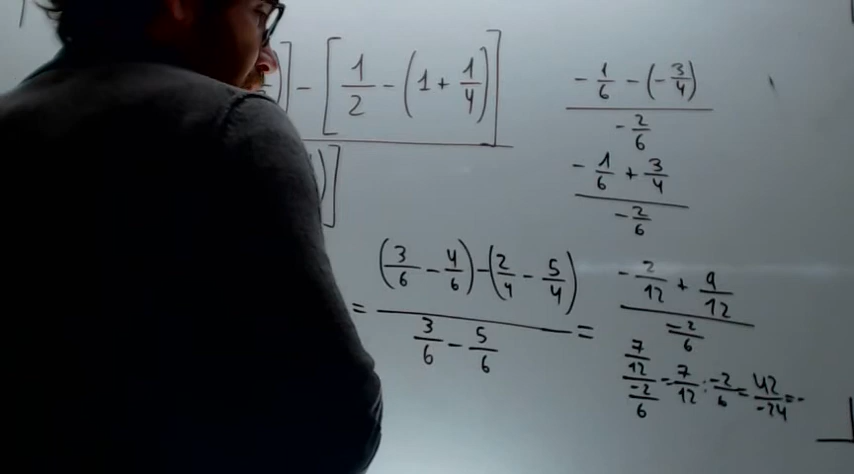 )] - [ 1/2 - ( 1 + 1/4 ) ]
)]
= ( ( 3/6 - 4/6 ) - ( 2/4 - 5/4 ) ) / ( 3/6 - 5/6 ) =
( - 1/6 - ( - 3/4 ) ) / ( - 2/6 )
( - 1/6 + 3/4 ) / ( - 2/6 )
( - 2/12 + 9/12 ) / ( -2/6 )
( 7/12 ) / ( -2/6 ) = 7/12 : -2/6 = 42/-24 = -